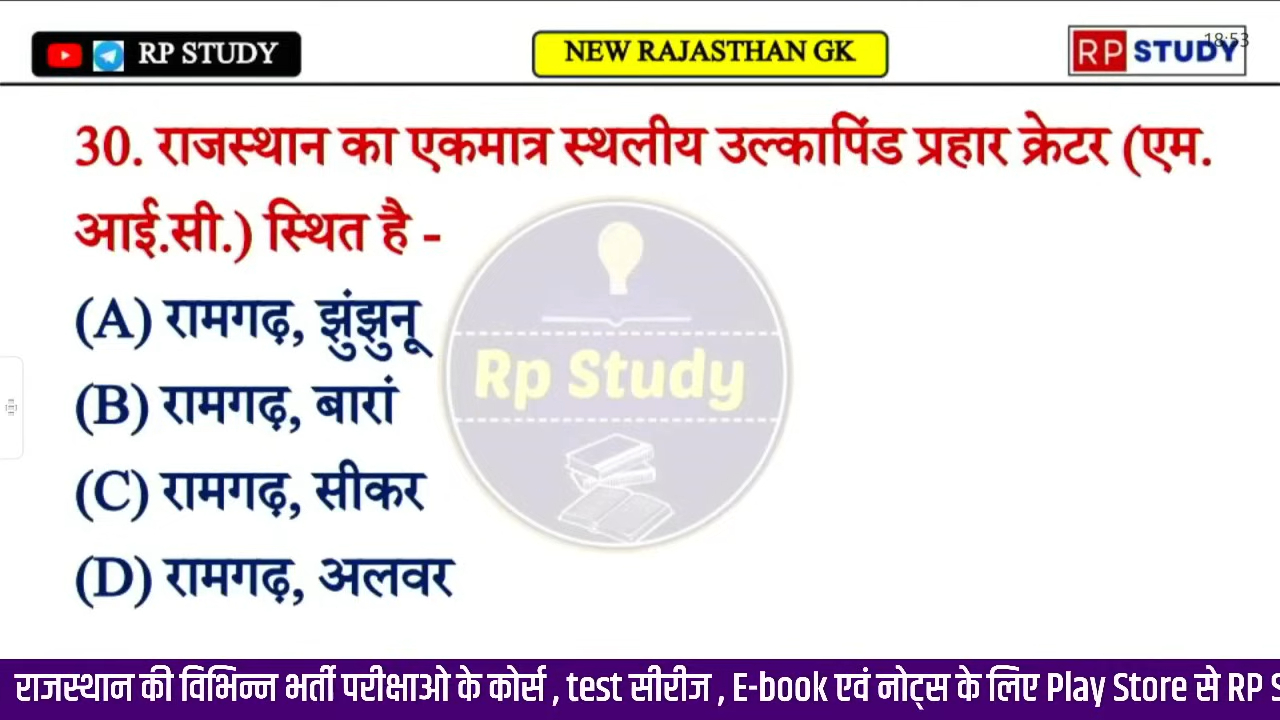 RP STUDY
NEW RAJASTHAN GK
RP STUDY
18:53
30. राजस्थान का एकमात्र स्थलीय उल्कापिंड प्रहार क्रेटर (एम.
आई.सी.) स्थित है -
(A) रामगढ़, झुंझुनू
(B) रामगढ़, बारां
(C) रामगढ़, सीकर
(D) रामगढ़, अलवर
Rp Study
राजस्थान की विभिन्न भर्ती परीक्षाओ के कोर्स , test सीरीज , E-book एवं नोट्स के लिए Play Store से RP S